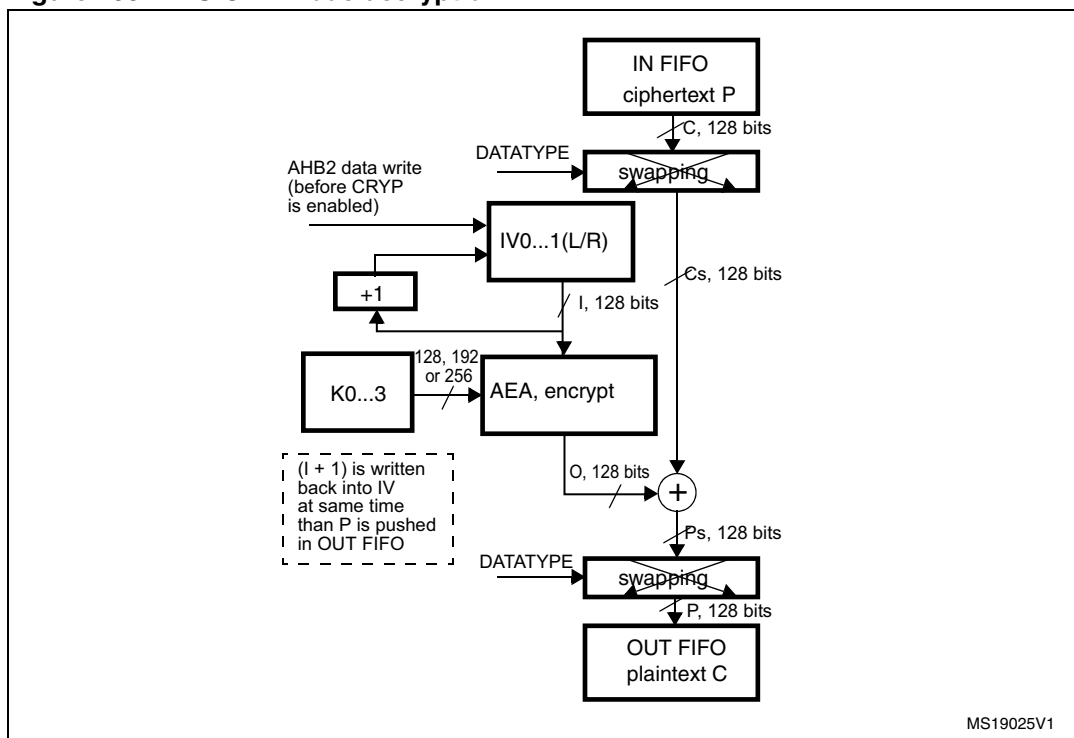 IN FIFO
ciphertext P
C, 128 bits
DATATYPE
swapping
AHB2 data write
(before CRYP
is enabled)
IV0...1(L/R)
Cs, 128 bits
+1
I, 128 bits
128, 192
or 256
K0...3
AEA, encrypt
(I + 1) is written
back into IV
at same time
than P is pushed
in OUT FIFO
O, 128 bits
+
Ps, 128 bits
DATATYPE
swapping
P, 128 bits
OUT FIFO
plaintext C
MS19025V1